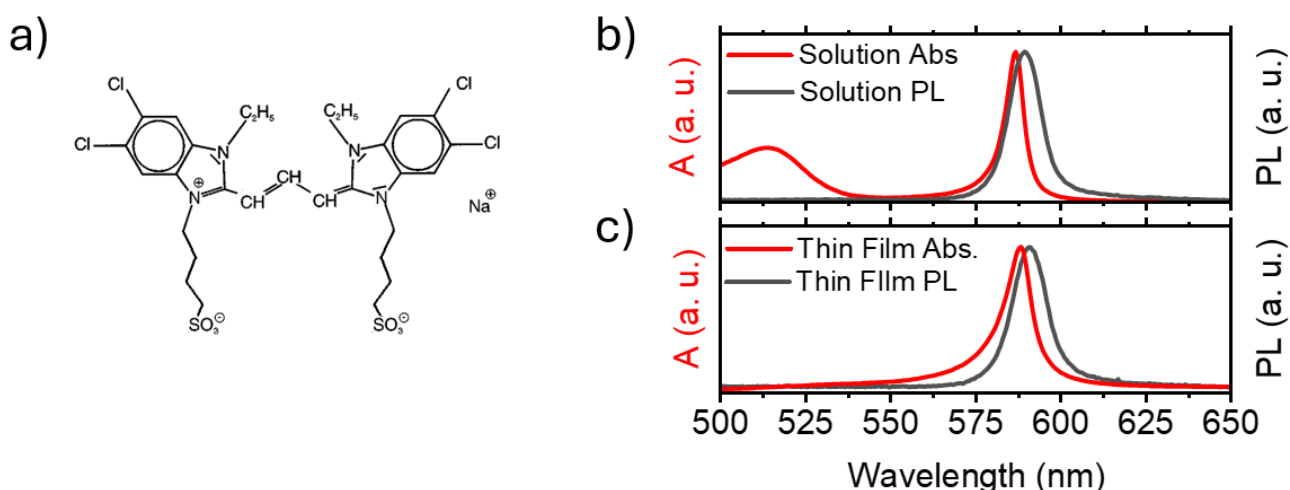 a)
Cl
Cl
C₂H₅
N
N
⊕
CH
CH
CH
C₂H₅
N
N
Cl
Cl
Na⊕
SO₃⊖
SO₃⊖
b)
A (a. u.)
Solution Abs
Solution PL
PL (a. u.)
c)
A (a. u.)
Thin Film Abs.
Thin FIlm PL
PL (a. u.)
500 525 550 575 600 625 650
Wavelength (nm)